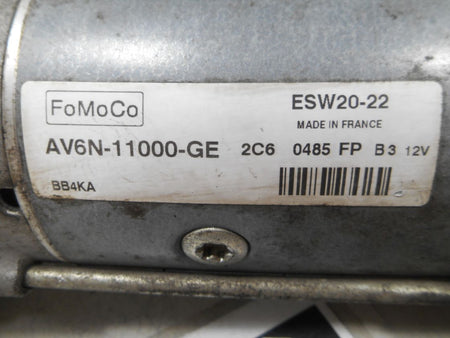 FoMoCo
ESW20-22
MADE IN FRANCE
AV6N-11000-GE 2C6 0485 FP B3 12V
BB4KA